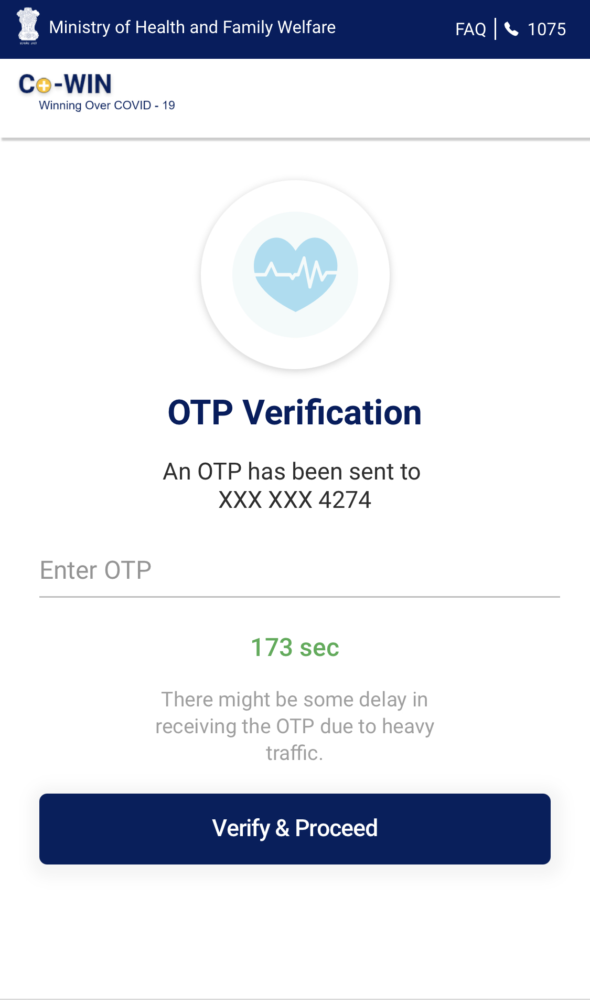 Ministry of Health and Family Welfare
FAQ | 1075
Co-WIN
Winning Over COVID - 19
OTP Verification
An OTP has been sent to
XXX XXX 4274
Enter OTP
173 sec
There might be some delay in
receiving the OTP due to heavy
traffic.
Verify & Proceed